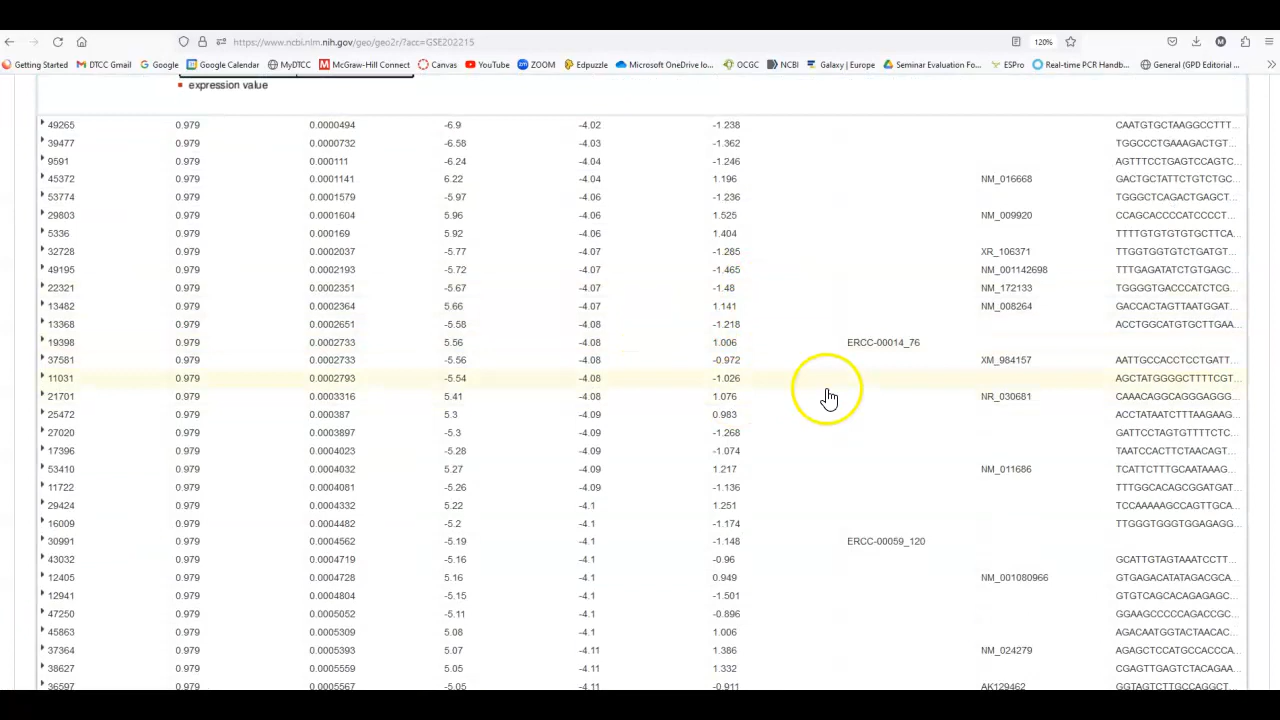 https://www.ncbi.nlm.nih.gov/geo/geo2r/?acc=GSE202215 120%
Getting Started DTCC Gmail Google Google Calendar MyDTCC McGraw-Hill Connect Canvas YouTube ZOOM Edpuzzle Microsoft OneDrive lo... OCGC NCBI Galaxy | Europe Seminar Evaluation Fo... ESPro Real-time PCR Handb... General (GPD Editorial ...
expression value
49265 0.979 0.0000494 -6.9 -4.02 -1.238 CAATGTGCTAAGGCCTTT...
39477 0.979 0.0000732 -6.58 -4.03 -1.362 TGGCCCTGAAAGACTGT...
9591 0.979 0.000111 -6.24 -4.04 -1.246 AGTTTCCTGAGTCCAGTC...
45372 0.979 0.0001141 6.22 -4.04 1.196 NM_016668 GACTGCTATTCTGTCTGC...
53774 0.979 0.0001579 -5.97 -4.06 -1.236 TGGGCTCAGACTGAGCT...
29803 0.979 0.0001604 5.96 -4.06 1.525 NM_009920 CCAGCACCCCATCCCCT...
5336 0.979 0.000169 5.92 -4.06 1.404 TTTTGTGTGTGTGCTTCA...
32728 0.979 0.0002037 -5.77 -4.07 -1.285 XR_106371 TTGGTGGTGTCTGATGT...
49195 0.979 0.0002193 -5.72 -4.07 -1.465 NM_001142698 TTTGAGATATCTGTGAGC...
22321 0.979 0.0002351 -5.67 -4.07 -1.48 NM_172133 TGGGGTGACCCATCTCG...
13482 0.979 0.0002364 5.66 -4.07 1.141 NM_008264 GACCACTAGTTAATGGAT...
13368 0.979 0.0002651 -5.58 -4.08 -1.218 ACCTGGCATGTGCTTGAA...
19398 0.979 0.0002733 5.56 -4.08 1.006 ERCC-00014_76
37581 0.979 0.0002733 -5.56 -4.08 -0.972 XM_984157 AATTGCCACCTCCTGATT...
11031 0.979 0.0002793 -5.54 -4.08 -1.026 AGCTATGGGGCTTTTCGT...
21701 0.979 0.0003316 5.41 -4.08 1.076 NR_030681 CAAACAGGCAGGGAGGG...
25472 0.979 0.000387 5.3 -4.09 0.983 ACCTATAATCTTTAAGAAG...
27020 0.979 0.0003897 -5.3 -4.09 -1.268 GATTCCTAGTGTTTTCTC...
17396 0.979 0.0004023 -5.28 -4.09 -1.074 TAATCCACTTCTAACAGT...
53410 0.979 0.0004032 5.27 -4.09 1.217 NM_011686 TCATTCTTTGCAATAAAG...
11722 0.979 0.0004081 -5.26 -4.09 -1.136 TTTGGCACAGCGGATGAT...
29424 0.979 0.0004332 5.22 -4.1 1.251 TCCAAAAAGCCAGTTGCA...
16009 0.979 0.0004482 -5.2 -4.1 -1.174 TTGGGTGGGTGGAGAGG...
30991 0.979 0.0004562 -5.19 -4.1 -1.148 ERCC-00059_120
43032 0.979 0.0004719 -5.16 -4.1 -0.96 GCATTGTAGTAAATCCTT...
12405 0.979 0.0004728 5.16 -4.1 0.949 NM_001080966 GTGAGACATATAGACGCA...
12941 0.979 0.0004804 -5.15 -4.1 -1.501 GTGTCAGCACAGAGAGC...
47250 0.979 0.0005052 -5.11 -4.1 -0.896 GGAAGCCCCCAGACCGC...
45863 0.979 0.0005309 5.08 -4.1 1.006 AGACAATGGTACTAACAC...
37364 0.979 0.0005393 5.07 -4.11 1.386 NM_024279 AGAGCTCCATGCCACCCA...
38627 0.979 0.0005559 5.05 -4.11 1.332 CGAGTTGAGTCTACAGAA...
36597 0.979 0.0005567 -5.05 -4.11 -0.911 AK129462 GGTAGTCTTGCCAGGCT...